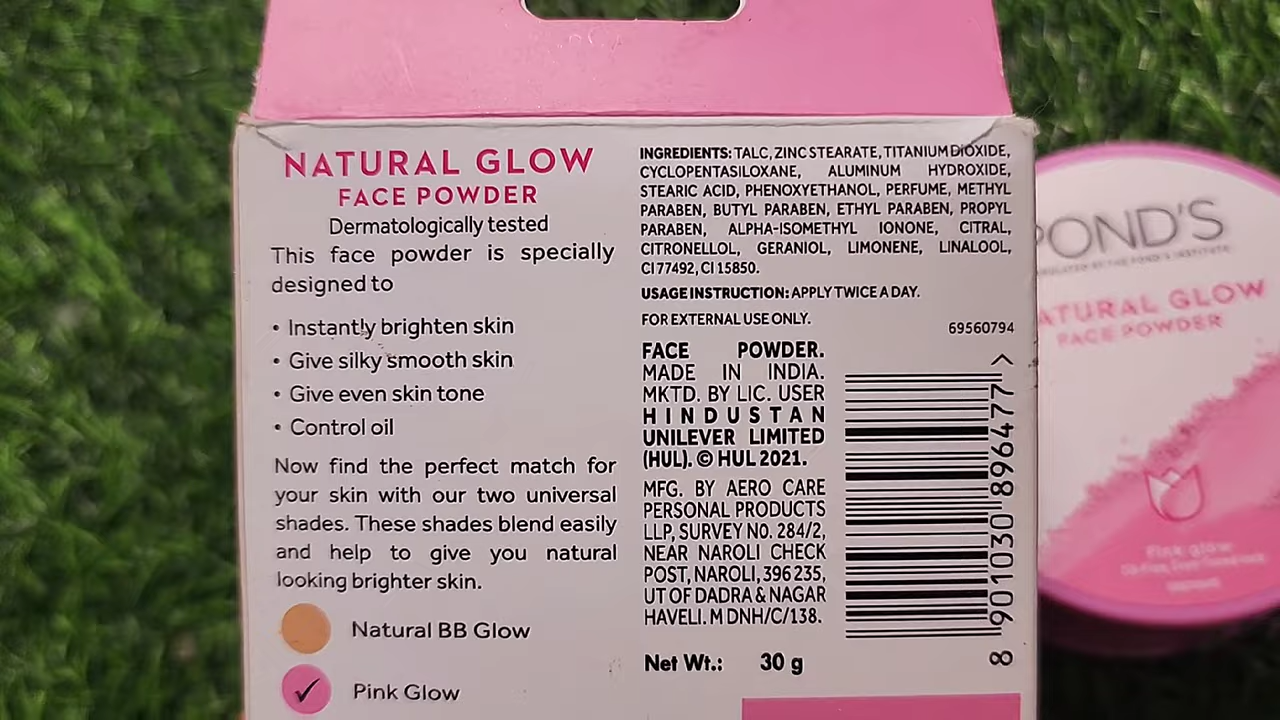 NATURAL GLOW
FACE POWDER
Dermatologically tested
This face powder is specially
designed to
• Instantly brighten skin
• Give silky smooth skin
• Give even skin tone
• Control oil
Now find the perfect match for
your skin with our two universal
shades. These shades blend easily
and help to give you natural
looking brighter skin.
Natural BB Glow
✓ Pink Glow
INGREDIENTS: TALC, ZINC STEARATE, TITANIUM DIOXIDE,
CYCLOPENTASILOXANE, ALUMINUM HYDROXIDE,
STEARIC ACID, PHENOXYETHANOL, PERFUME, METHYL
PARABEN, BUTYL PARABEN, ETHYL PARABEN, PROPYL
PARABEN, ALPHA-ISOMETHYL IONONE, CITRAL,
CITRONELLOL, GERANIOL, LIMONENE, LINALOOL,
CI 77492, CI 15850.
USAGE INSTRUCTION: APPLY TWICE A DAY.
FOR EXTERNAL USE ONLY.
69560794
FACE POWDER.
MADE IN INDIA.
MKTD. BY LIC. USER
HINDUSTAN
UNILEVER LIMITED
(HUL). © HUL 2021.
MFG. BY AERO CARE
PERSONAL PRODUCTS
LLP, SURVEY NO. 284/2,
NEAR NAROLI CHECK
POST, NAROLI, 396 235,
UT OF DADRA & NAGAR
HAVELI. M DNH/C/138.
Net Wt.: 30 g
8 901030 896477 >
POND'S
NATURAL GLOW
FACE POWDER
Pink glow